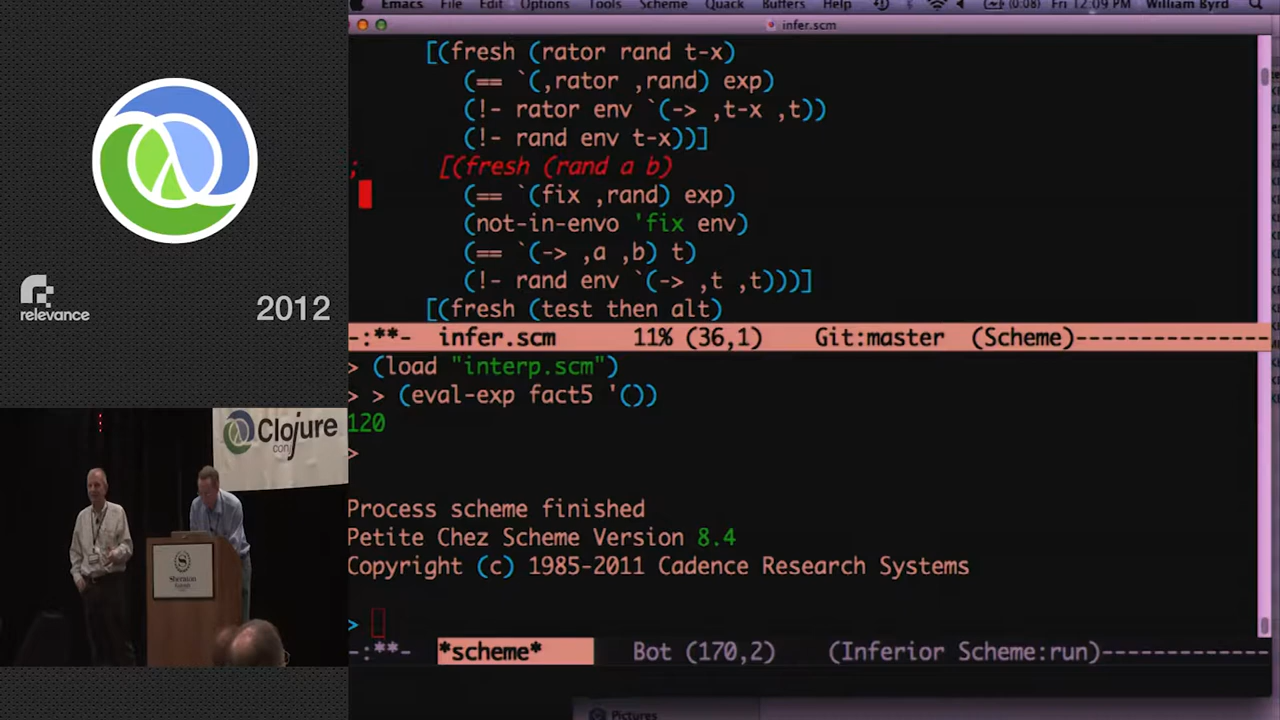 Emacs File Edit Options Tools Scheme Quack Buffers Help (0:08) Fri 12:09 PM William Byrd
infer.scm
[(fresh (rator rand t-x)
(== `(,rator ,rand) exp)
(!- rator env `(-> ,t-x ,t))
(!- rand env t-x))]
; [(fresh (rand a b)
(== `(fix ,rand) exp)
(not-in-envo 'fix env)
(== `(-> ,a ,b) t)
(!- rand env `(-> ,t ,t)))]
[(fresh (test then alt)
-:**- infer.scm 11% (36,1) Git:master (Scheme)--------------
> (load "interp.scm")
> > (eval-exp fact5 '())
120
>
Process scheme finished
Petite Chez Scheme Version 8.4
Copyright (c) 1985-2011 Cadence Research Systems
>
-:**- *scheme* Bot (170,2) (Inferior Scheme:run)-------------
Pictures
relevance
2012
Clojure
conj
Sheraton